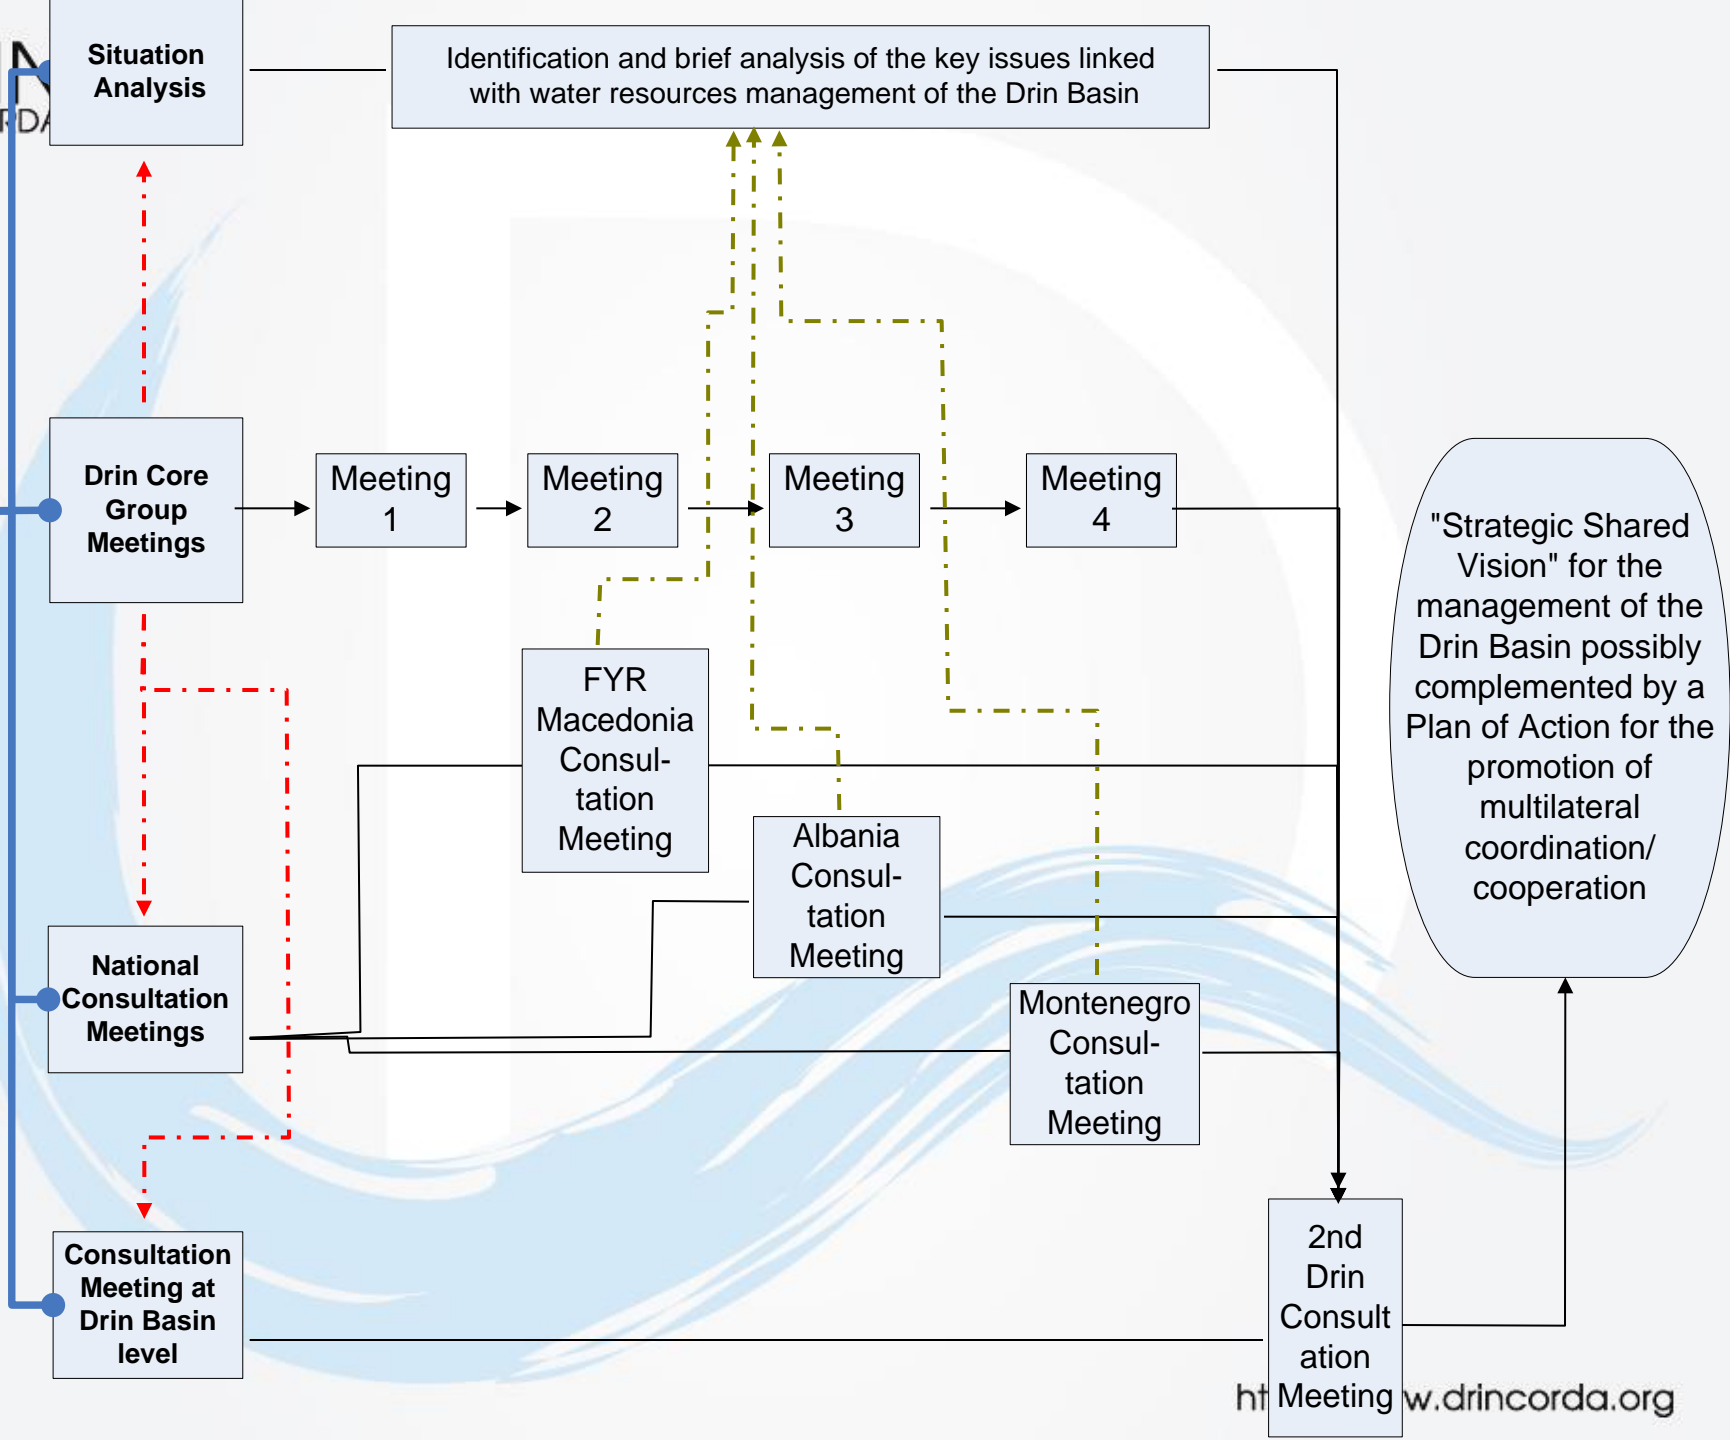 Situation
Analysis
Identification and brief analysis of the key issues linked
with water resources management of the Drin Basin
Drin Core
Group
Meetings
Meeting
1
Meeting
2
Meeting
3
Meeting
4
"Strategic Shared
Vision" for the
management of the
Drin Basin possibly
complemented by a
Plan of Action for the
promotion of
multilateral
coordination/
cooperation
FYR
Macedonia
Consul-
tation
Meeting
Albania
Consul-
tation
Meeting
National
Consultation
Meetings
Montenegro
Consul-
tation
Meeting
Consultation
Meeting at
Drin Basin
level
2nd
Drin
Consult
ation
Meeting
w.drincorda.org